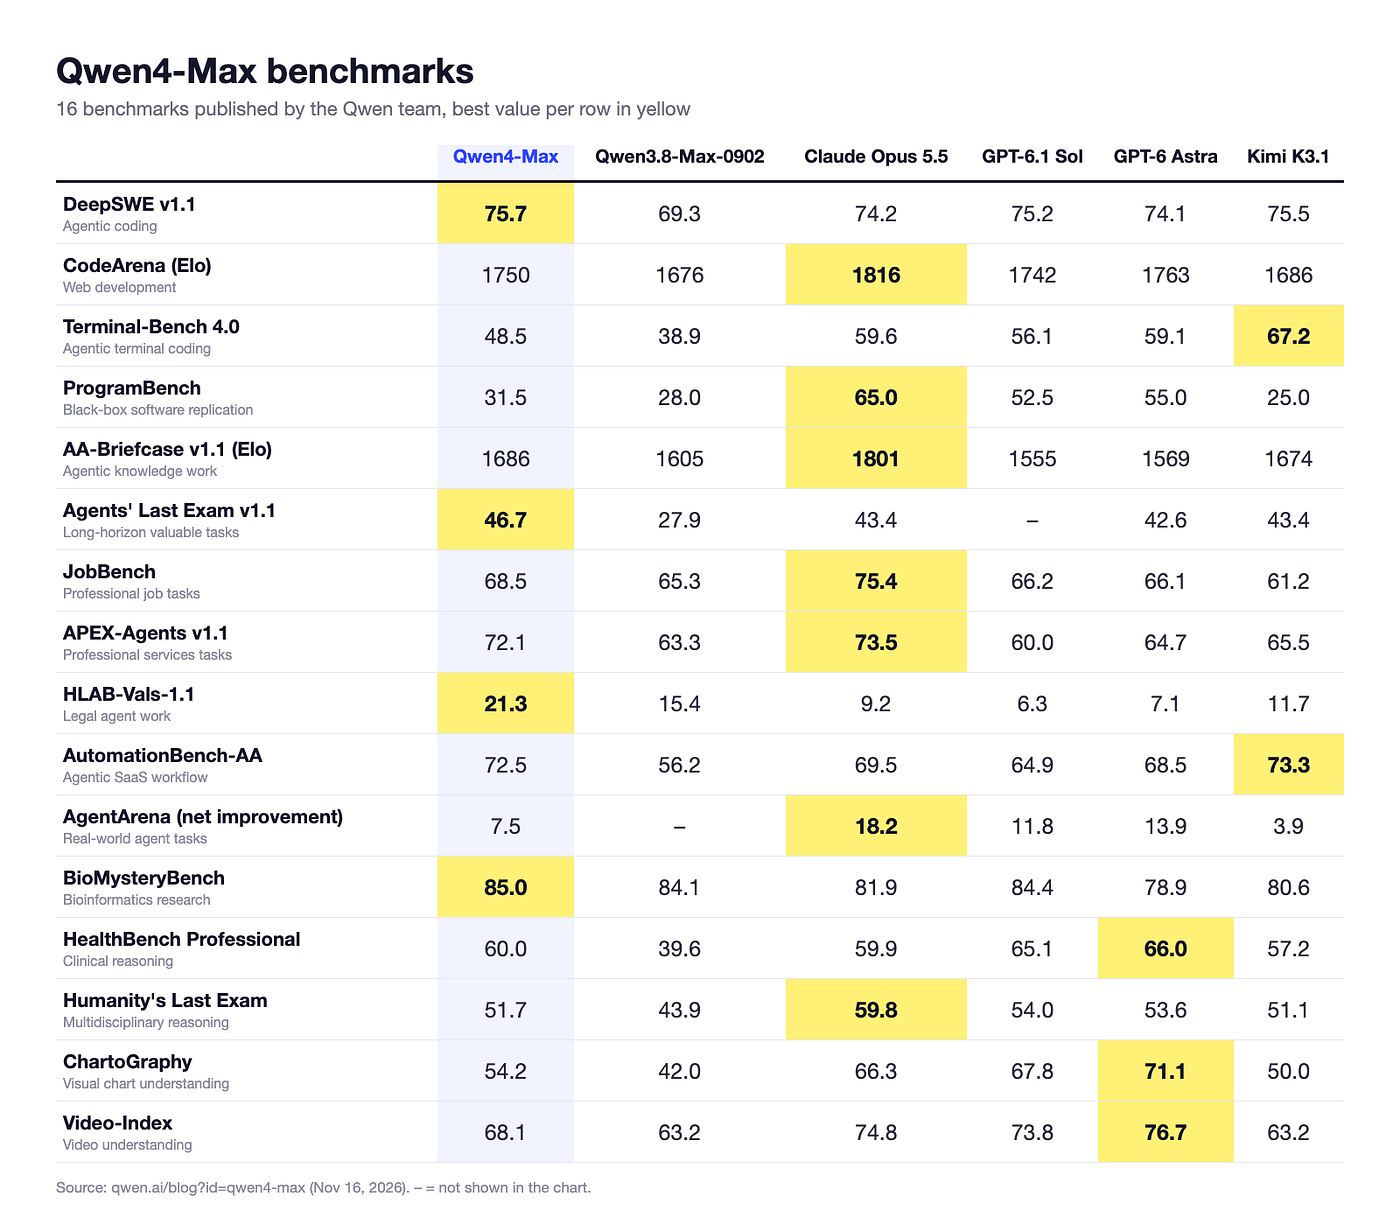 Qwen4-Max benchmarks
16 benchmarks published by the Qwen team, best value per row in yellow
Qwen4-Max Qwen3.8-Max-0902 Claude Opus 5.5 GPT-6.1 Sol GPT-6 Astra Kimi K3.1
DeepSWE v1.1 75.7 69.3 74.2 75.2 74.1 75.5
Agentic coding
CodeArena (Elo) 1750 1676 1816 1742 1763 1686
Web development
Terminal-Bench 4.0 48.5 38.9 59.6 56.1 59.1 67.2
Agentic terminal coding
ProgramBench 31.5 28.0 65.0 52.5 55.0 25.0
Black-box software replication
AA-Briefcase v1.1 (Elo) 1686 1605 1801 1555 1569 1674
Agentic knowledge work
Agents' Last Exam v1.1 46.7 27.9 43.4 – 42.6 43.4
Long-horizon valuable tasks
JobBench 68.5 65.3 75.4 66.2 66.1 61.2
Professional job tasks
APEX-Agents v1.1 72.1 63.3 73.5 60.0 64.7 65.5
Professional services tasks
HLAB-Vals-1.1 21.3 15.4 9.2 6.3 7.1 11.7
Legal agent work
AutomationBench-AA 72.5 56.2 69.5 64.9 68.5 73.3
Agentic SaaS workflow
AgentArena (net improvement) 7.5 – 18.2 11.8 13.9 3.9
Real-world agent tasks
BioMysteryBench 85.0 84.1 81.9 84.4 78.9 80.6
Bioinformatics research
HealthBench Professional 60.0 39.6 59.9 65.1 66.0 57.2
Clinical reasoning
Humanity's Last Exam 51.7 43.9 59.8 54.0 53.6 51.1
Multidisciplinary reasoning
ChartoGraphy 54.2 42.0 66.3 67.8 71.1 50.0
Visual chart understanding
Video-Index 68.1 63.2 74.8 73.8 76.7 63.2
Video understanding
Source: qwen.ai/blog?id=qwen4-max (Nov 16, 2026). – = not shown in the chart.